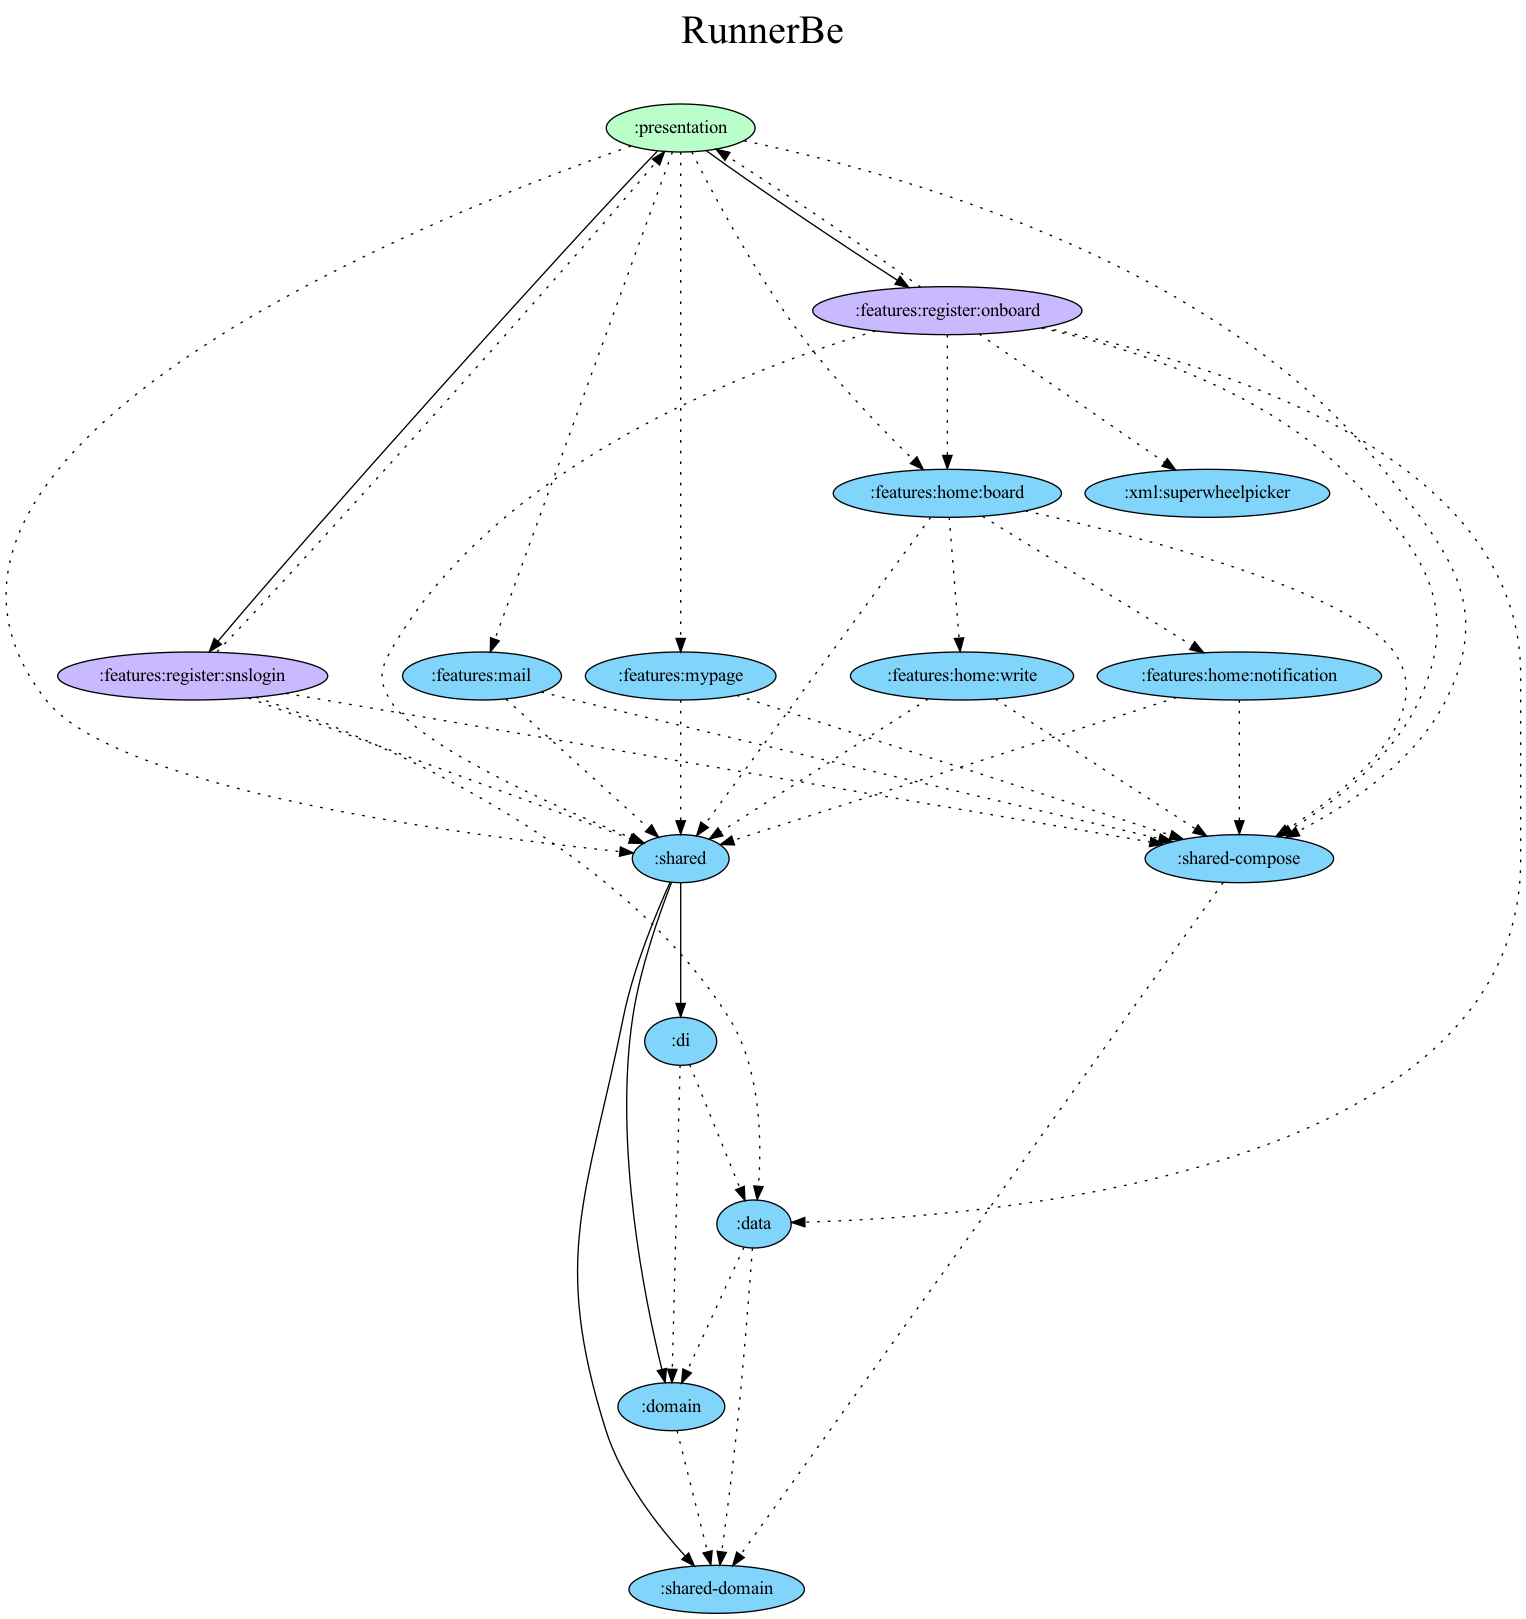 RunnerBe
:presentation
:features:register:onboard
:features:home:board
:xml:superwheelpicker
:features:register:snslogin
:features:mail
:features:mypage
:features:home:write
:features:home:notification
:shared
:shared-compose
:di
:data
:domain
:shared-domain